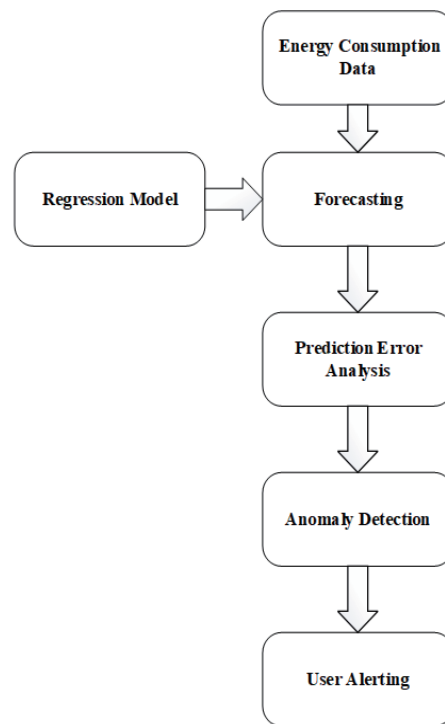 Energy Consumption
Data
Regression Model
Forecasting
Prediction Error
Analysis
Anomaly Detection
User Alerting